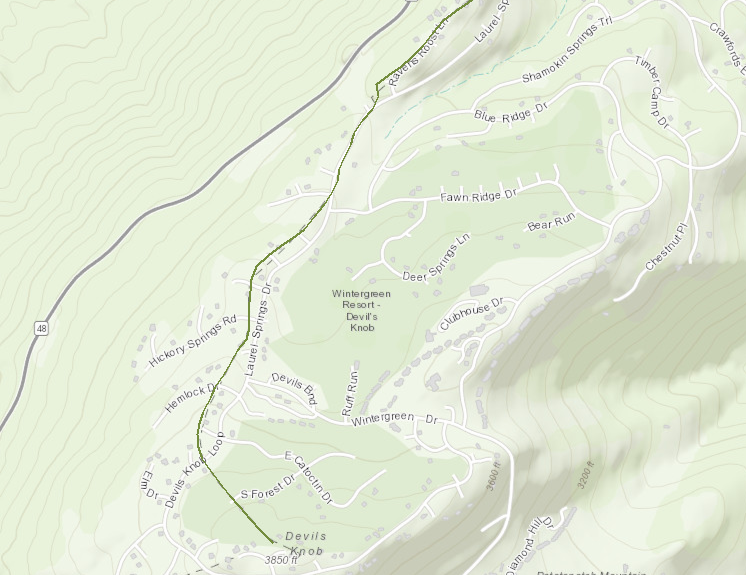 Ravens Roost Ln
Laurel Sp
Shamokin Springs Trl
Crawfords
Timber Camp Dr
Blue Ridge Dr
Fawn Ridge Dr
Bear Run
Deer Springs Ln
Chestnut Pl
Wintergreen
Resort -
Devil's
Knob
Clubhouse Dr
48
Laurel Springs Dr
Hickory Springs Rd
Hemlock Dr
Devils Bnd
Ruff Run
Wintergreen Dr
Devils Knob Loop
E Catoctin Dr
S Forest Dr
Elm Dr
3600 ft
3200 ft
Devils
Knob
3850 ft
Diamond Hill Dr